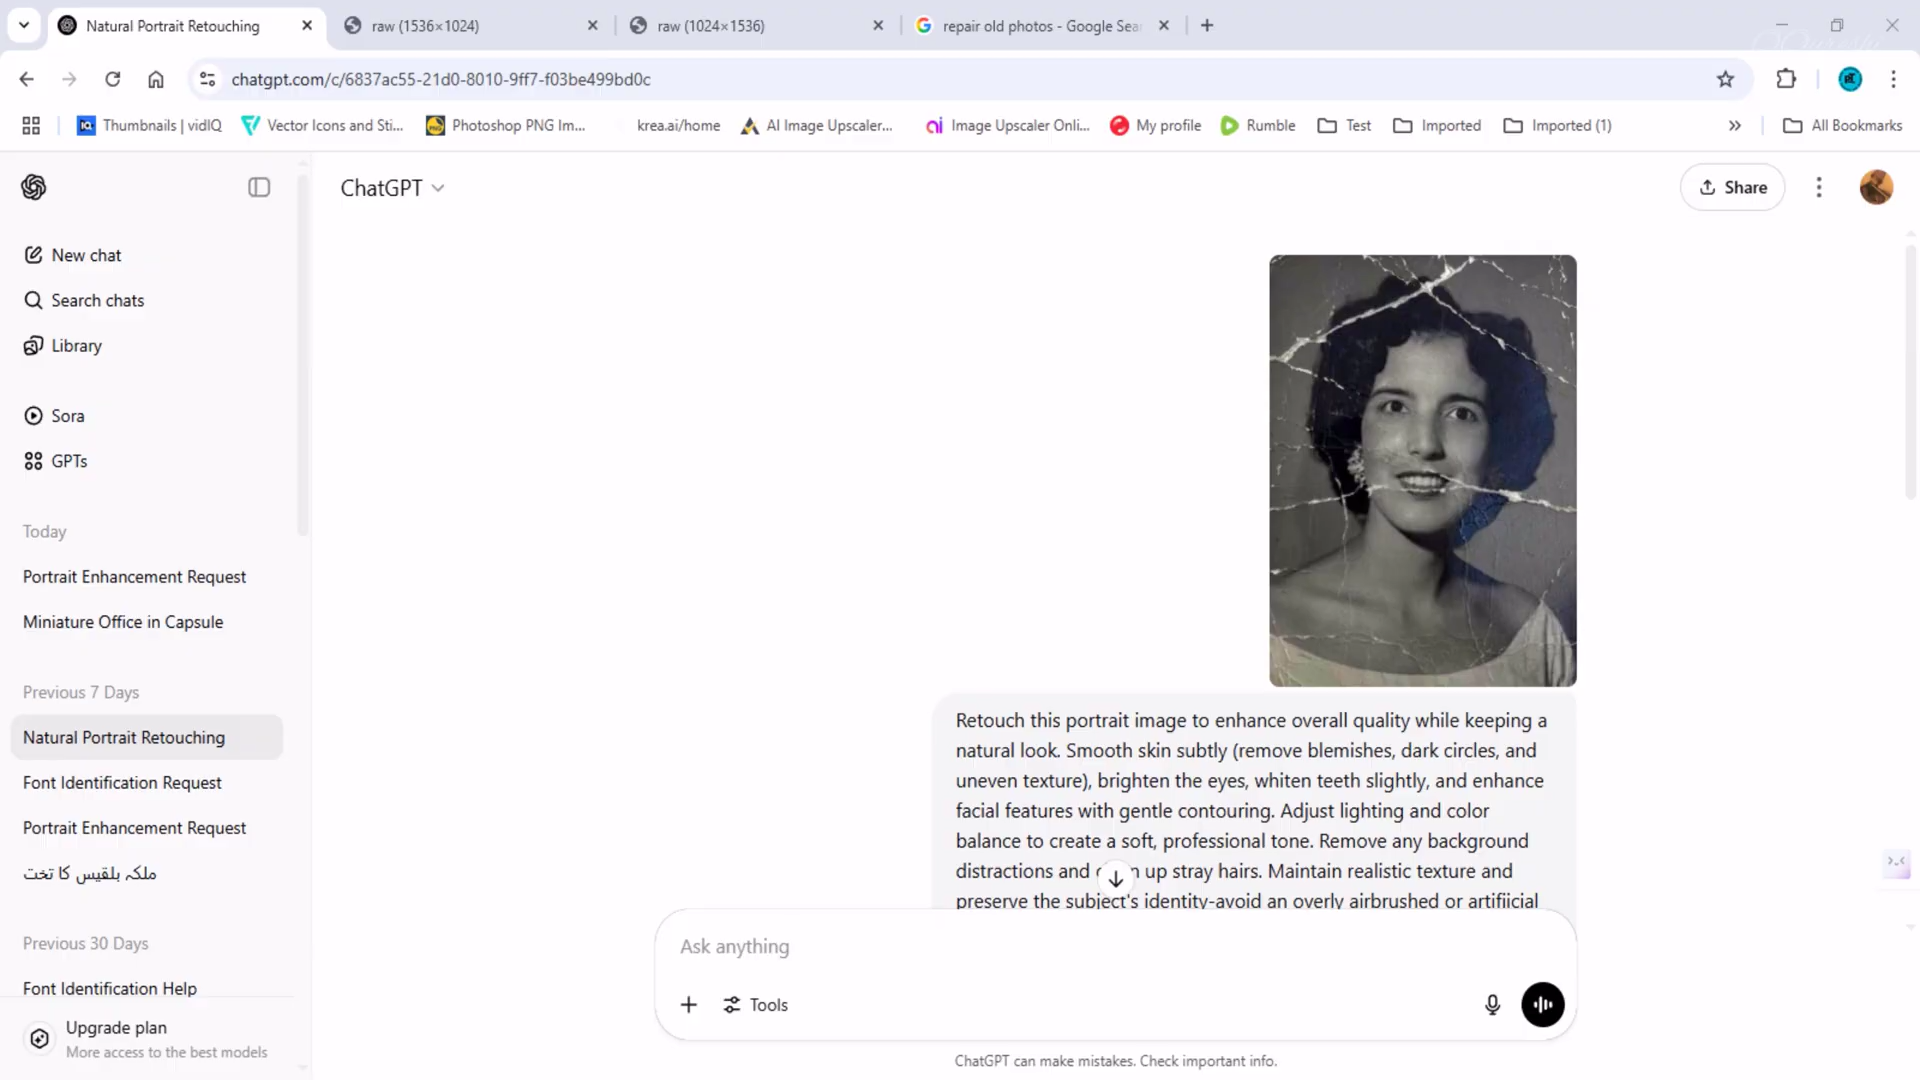 Natural Portrait Retouching
raw (1536×1024)
raw (1024×1536)
repair old photos - Google Sea
chatgpt.com/c/6837ac55-21d0-8010-9ff7-f03be499bd0c
Thumbnails | vidIQ
Vector Icons and Sti...
Photoshop PNG Im...
krea.ai/home
AI Image Upscaler...
Image Upscaler Onli...
My profile
Rumble
Test
Imported
Imported (1)
All Bookmarks
ChatGPT
Share
New chat
Search chats
Library
Sora
GPTs
Today
Portrait Enhancement Request
Miniature Office in Capsule
Previous 7 Days
Natural Portrait Retouching
Font Identification Request
Portrait Enhancement Request
ملکہ بلقیس کا تخت
Previous 30 Days
Font Identification Help
Upgrade plan
More access to the best models
Retouch this portrait image to enhance overall quality while keeping a
natural look. Smooth skin subtly (remove blemishes, dark circles, and
uneven texture), brighten the eyes, whiten teeth slightly, and enhance
facial features with gentle contouring. Adjust lighting and color
balance to create a soft, professional tone. Remove any background
distractions and up stray hairs. Maintain realistic texture and
preserve the subject's identity-avoid an overly airbrushed or artifiicial
Ask anything
Tools
ChatGPT can make mistakes. Check important info.